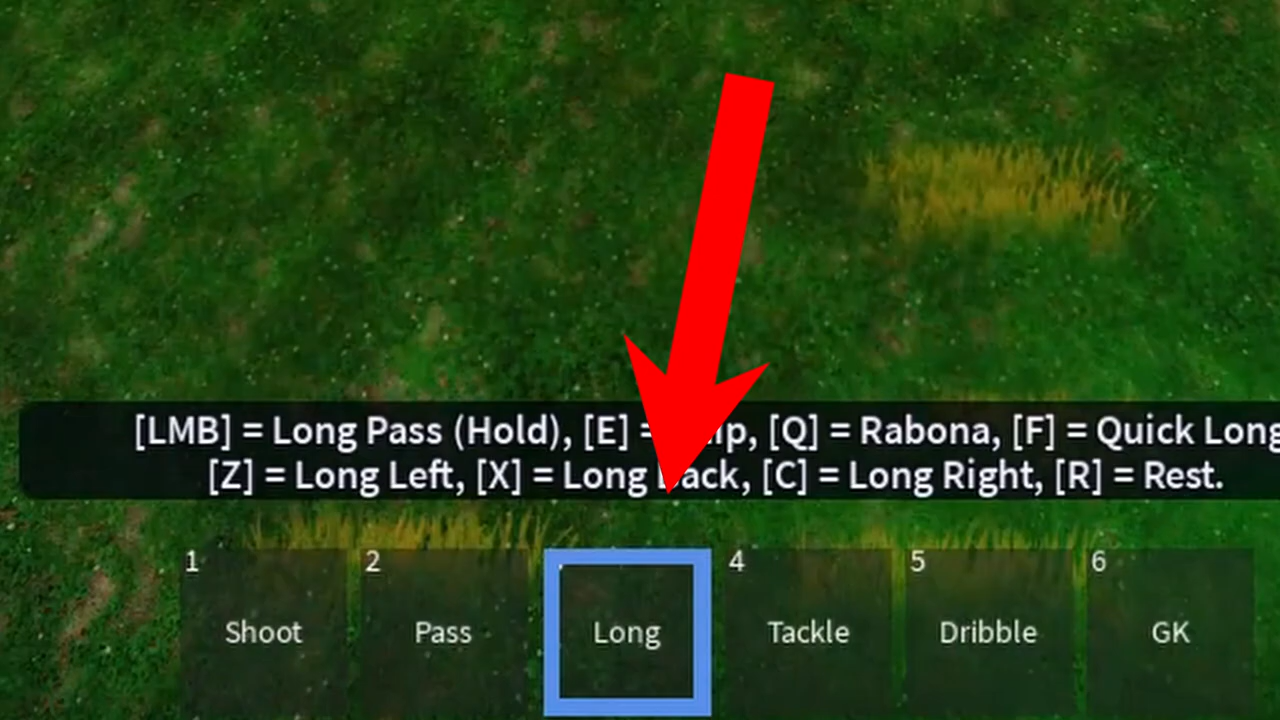 [LMB] = Long Pass (Hold), [E] = [Q] = Rabona, [F] = Quick Long
[Z] = Long Left, [X] = Long [C] = Long Right, [R] = Rest.
1 2 4 5 6
Shoot Pass Long Tackle Dribble GK